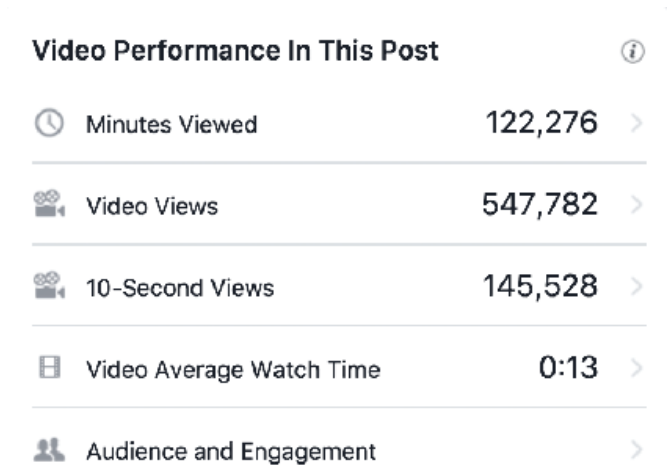 Video Performance In This Post
Minutes Viewed 122,276
Video Views 547,782
10-Second Views 145,528
Video Average Watch Time 0:13
Audience and Engagement